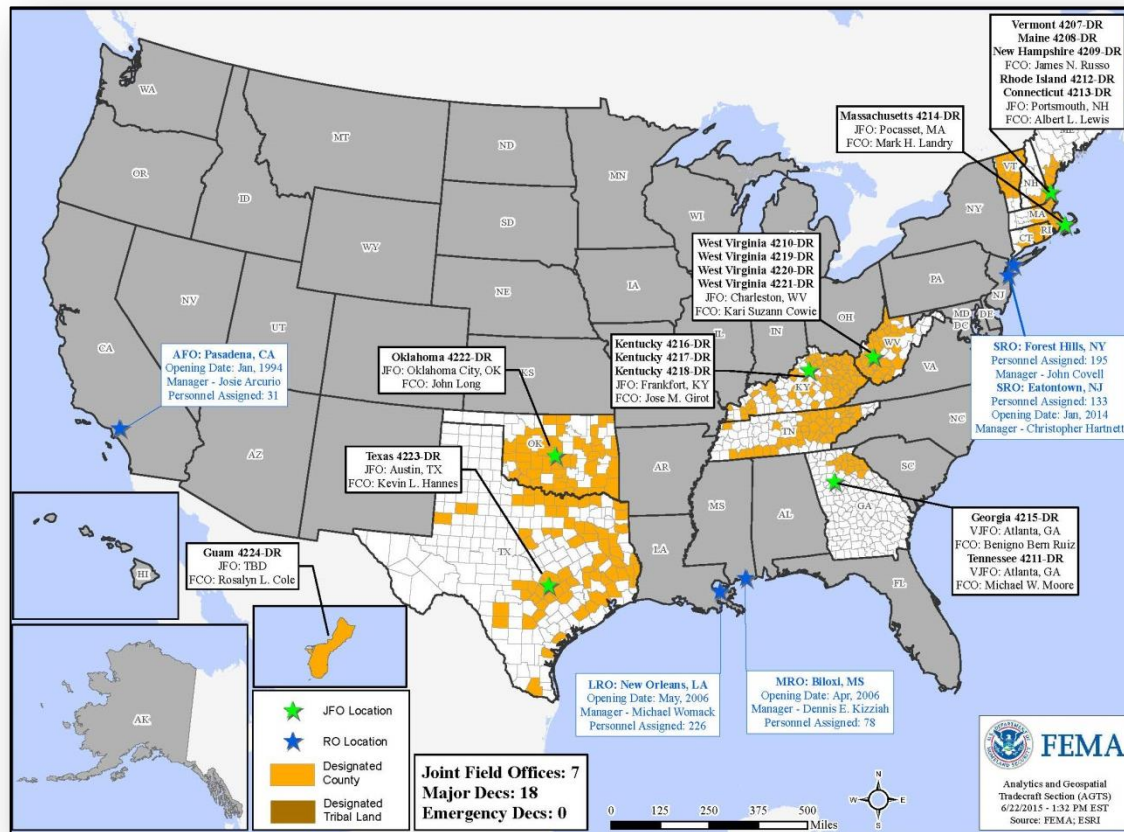 Vermont 4207-DR
Maine 4208-DR
New Hampshire 4209-DR
FCO: James N. Russo
Rhode Island 4212-DR
Connecticut 4213-DR
JFO: Portsmouth, NH
FCO: Albert L. Lewis
Massachusetts 4214-DR
JFO: Pocasset, MA
FCO: Mark H. Landry
West Virginia 4210-DR
West Virginia 4219-DR
West Virginia 4220-DR
West Virginia 4221-DR
JFO: Charleston, WV
FCO: Kari Suzann Cowie
Kentucky 4216-DR
Kentucky 4217-DR
Kentucky 4218-DR
JFO: Frankfort, KY
FCO: Jose M. Girot
Oklahoma 4222-DR
JFO: Oklahoma City, OK
FCO: John Long
Texas 4223-DR
JFO: Austin, TX
FCO: Kevin L. Hannes
AFO: Pasadena, CA
Opening Date: Jan, 1994
Manager - Josie Arcurio
Personnel Assigned: 31
SRO: Forest Hills, NY
Personnel Assigned: 195
Manager - John Covell
SRO: Eatontown, NJ
Personnel Assigned: 133
Opening Date: Jan, 2014
Manager - Christopher Hartnett
Georgia 4215-DR
VJFO: Atlanta, GA
FCO: Benigno Bern Ruiz
Tennessee 4211-DR
VJFO: Atlanta, GA
FCO: Michael W. Moore
Guam 4224-DR
JFO: TBD
FCO: Rosalyn L. Cole
LRO: New Orleans, LA
Opening Date: May, 2006
Manager - Michael Womack
Personnel Assigned: 226
MRO: Biloxi, MS
Opening Date: Apr, 2006
Manager - Dennis E. Kizziah
Personnel Assigned: 78
WA
MT
ND
MN
OR
ID
SD
WI
WY
NE
IA
NV
UT
CA
AZ
KS
OK
TX
AR
LA
MS
AL
GA
FL
SC
NC
TN
KY
VA
WV
OH
IN
IL
PA
NY
NJ
MD
DC
DE
VT
NH
ME
MA
CT
RI
HI
AK
JFO Location
RO Location
Designated
County
Designated
Tribal Land
Joint Field Offices: 7
Major Decs: 18
Emergency Decs: 0
N
W
E
S
0
125
250
375
500
Miles
U.S. DEPARTMENT OF
HOMELAND SECURITY
FEMA
Analytics and Geospatial
Tradecraft Section (AGTS)
6/22/2015 - 1:32 PM EST
Source: FEMA; ESRI